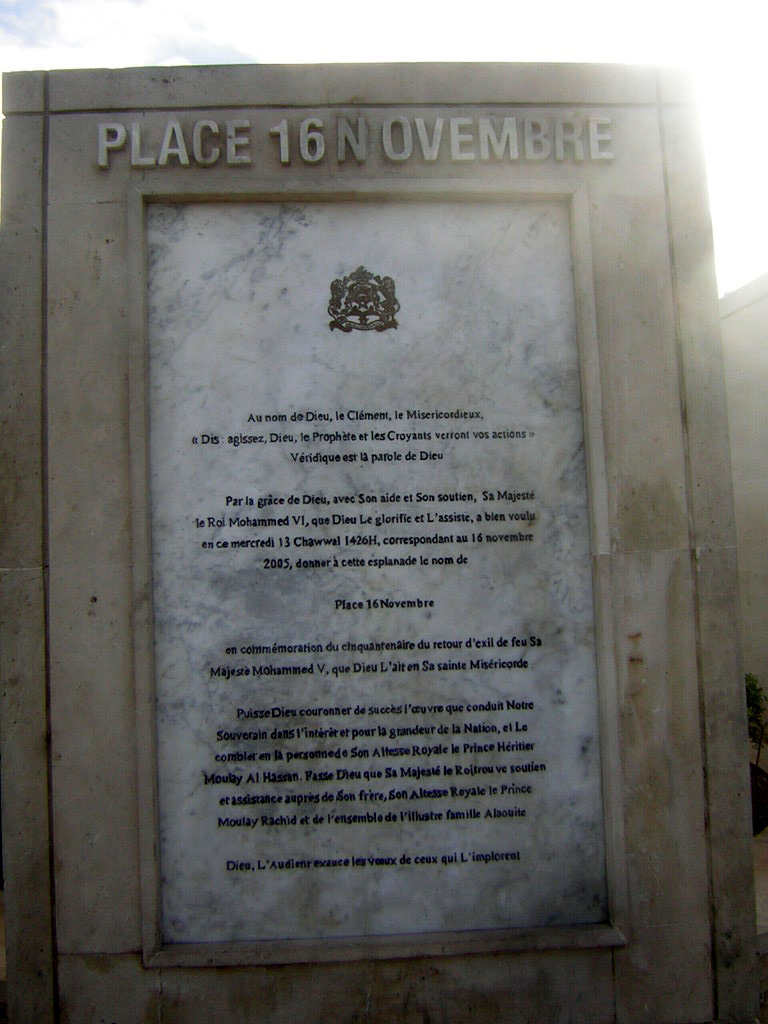 PLACE 16 NOVEMBRE
Au nom de Dieu, le Clément, le Misericordieux,
« Dis : agissez, Dieu, le Prophète et les Croyants verront vos actions »
Véridique est la parole de Dieu
Par la grâce de Dieu, avec Son aide et Son soutien, Sa Majesté
le Roi Mohammed VI, que Dieu Le glorifie et L'assiste, a bien voulu
en ce mercredi 13 Chawwal 1426H, correspondant au 16 novembre
2005, donner à cette esplanade le nom de
Place 16 Novembre
en commémoration du cinquantenaire du retour d'exil de feu Sa
Majesté Mohammed V, que Dieu L'ait en Sa sainte Miséricorde
Puisse Dieu couronner de succès l'œuvre que conduit Notre
Souverain dans l'intérêt et pour la grandeur de la Nation, et Le
combler en la personne de Son Altesse Royale le Prince Héritier
Moulay Al Hassan. Fasse Dieu que Sa Majesté le Roi trouve soutien
et assistance auprès de Son frère, Son Altesse Royale le Prince
Moulay Rachid et de l'ensemble de l'illustre famille Alaouite
Dieu, L'Audient exauce les vœux de ceux qui L'implorent